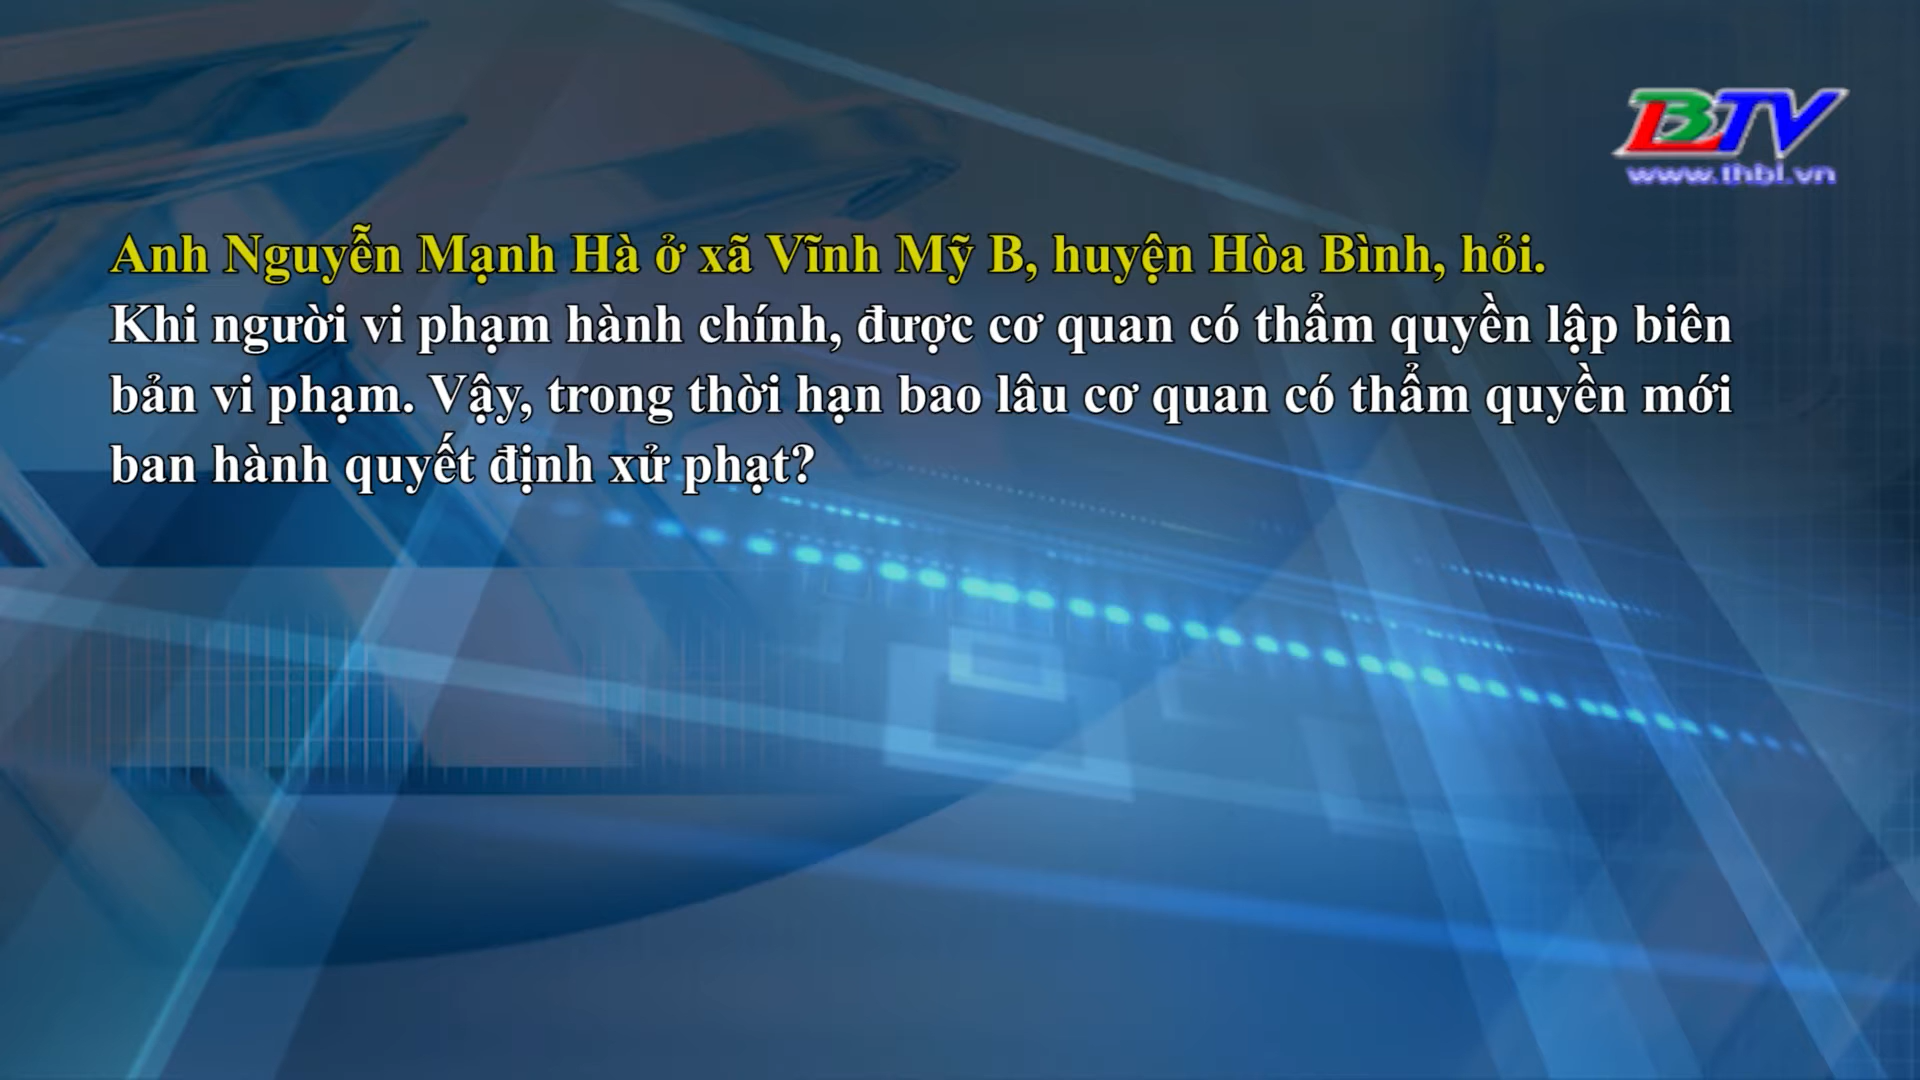 BTV
www.thbl.vn
Anh Nguyễn Mạnh Hà ở xã Vĩnh Mỹ B, huyện Hòa Bình, hỏi.
Khi người vi phạm hành chính, được cơ quan có thẩm quyền lập biên
bản vi phạm. Vậy, trong thời hạn bao lâu cơ quan có thẩm quyền mới
ban hành quyết định xử phạt?